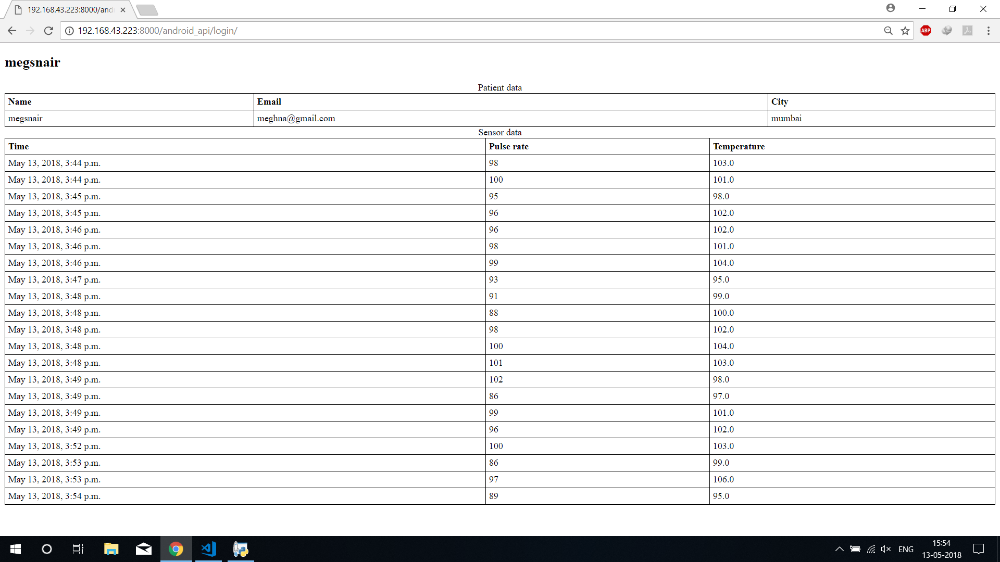 192.168.43.223:8000/and
192.168.43.223:8000/android_api/login/
ABP
megsnair
Patient data
Name Email City
megsnair meghna@gmail.com mumbai
Sensor data
Time Pulse rate Temperature
May 13, 2018, 3:44 p.m. 98 103.0
May 13, 2018, 3:44 p.m. 100 101.0
May 13, 2018, 3:45 p.m. 95 98.0
May 13, 2018, 3:45 p.m. 96 102.0
May 13, 2018, 3:46 p.m. 96 102.0
May 13, 2018, 3:46 p.m. 98 101.0
May 13, 2018, 3:46 p.m. 99 104.0
May 13, 2018, 3:47 p.m. 93 95.0
May 13, 2018, 3:48 p.m. 91 99.0
May 13, 2018, 3:48 p.m. 88 100.0
May 13, 2018, 3:48 p.m. 98 102.0
May 13, 2018, 3:48 p.m. 100 104.0
May 13, 2018, 3:48 p.m. 101 103.0
May 13, 2018, 3:49 p.m. 102 98.0
May 13, 2018, 3:49 p.m. 86 97.0
May 13, 2018, 3:49 p.m. 99 101.0
May 13, 2018, 3:49 p.m. 96 102.0
May 13, 2018, 3:52 p.m. 100 103.0
May 13, 2018, 3:53 p.m. 86 99.0
May 13, 2018, 3:53 p.m. 97 106.0
May 13, 2018, 3:54 p.m. 89 95.0
ENG
15:54
13-05-2018